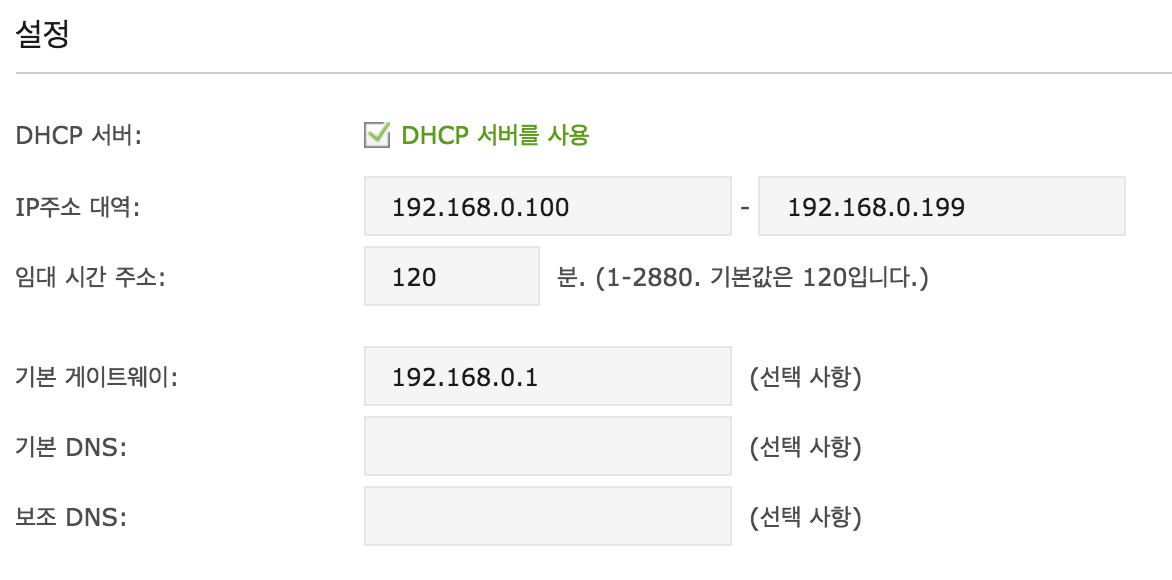 설정
DHCP 서버: DHCP 서버를 사용
IP주소 대역: 192.168.0.100 - 192.168.0.199
임대 시간 주소: 120 분. (1-2880. 기본값은 120입니다.)
기본 게이트웨이: 192.168.0.1 (선택 사항)
기본 DNS: (선택 사항)
보조 DNS: (선택 사항)